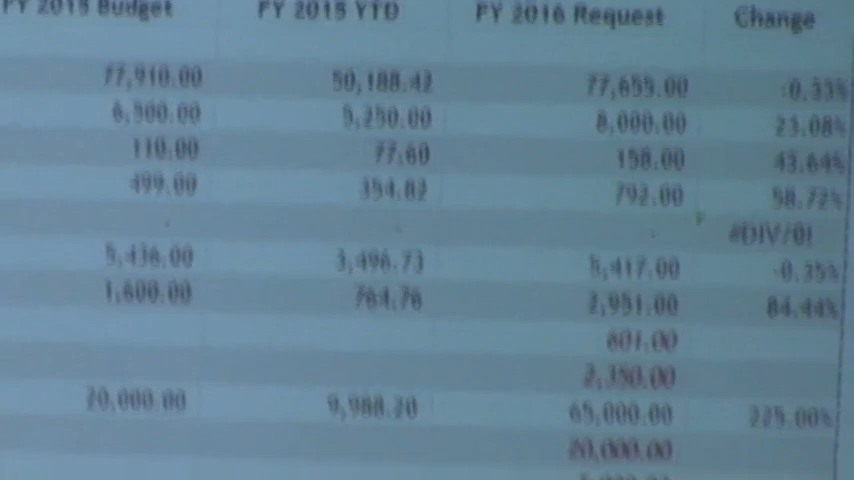 FY 2015 Budget FY 2015 YTD FY 2016 Request Change
77,910.00 50,188.42 77,655.00 -0.33%
6,500.00 5,250.00 8,000.00 23.08%
110.00 77.60 158.00 43.64%
499.00 354.82 792.00 58.72%
#DIV/0!
5,436.00 3,496.73 5,417.00 -0.35%
1,600.00 764.76 2,951.00 84.44%
601.00
2,350.00
20,000.00 9,988.20 65,000.00 225.00%
20,000.00